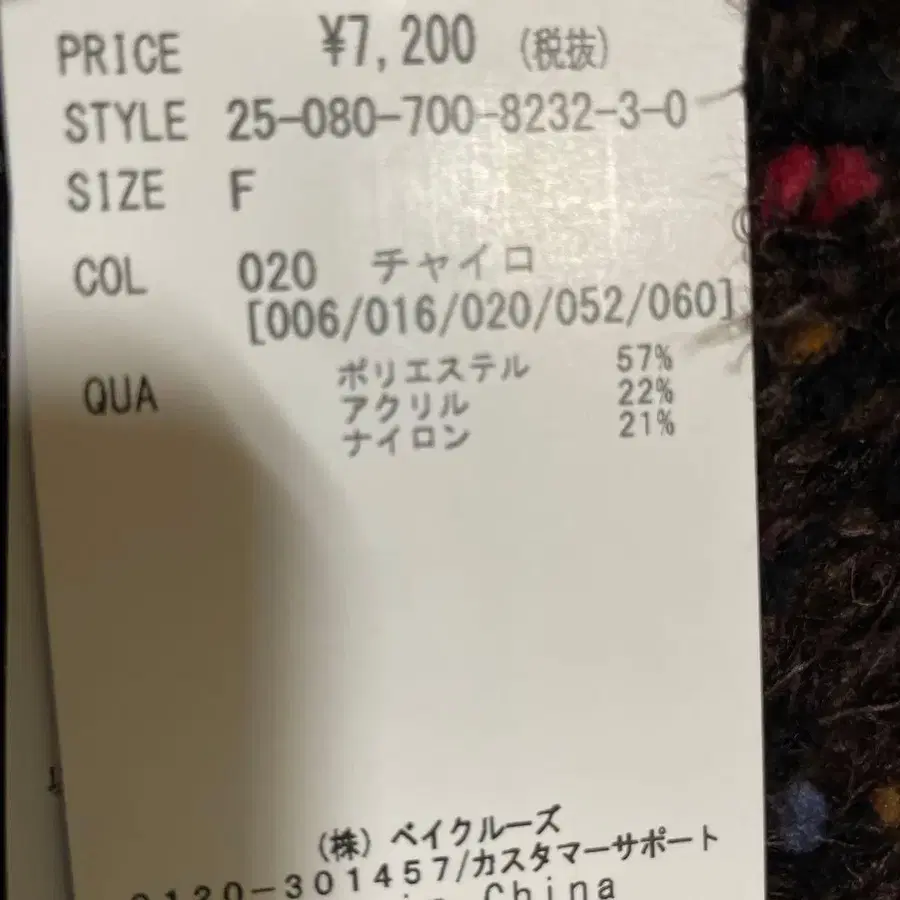 PRICE ¥7,200 (税抜)
STYLE 25-080-700-8232-3-0
SIZE F
COL 020 チャイロ
[006/016/020/052/060]
QUA ポリエステル 57%
アクリル 22%
ナイロン 21%
(株) ベイクルーズ
0120-301457/カスタマーサポート
China